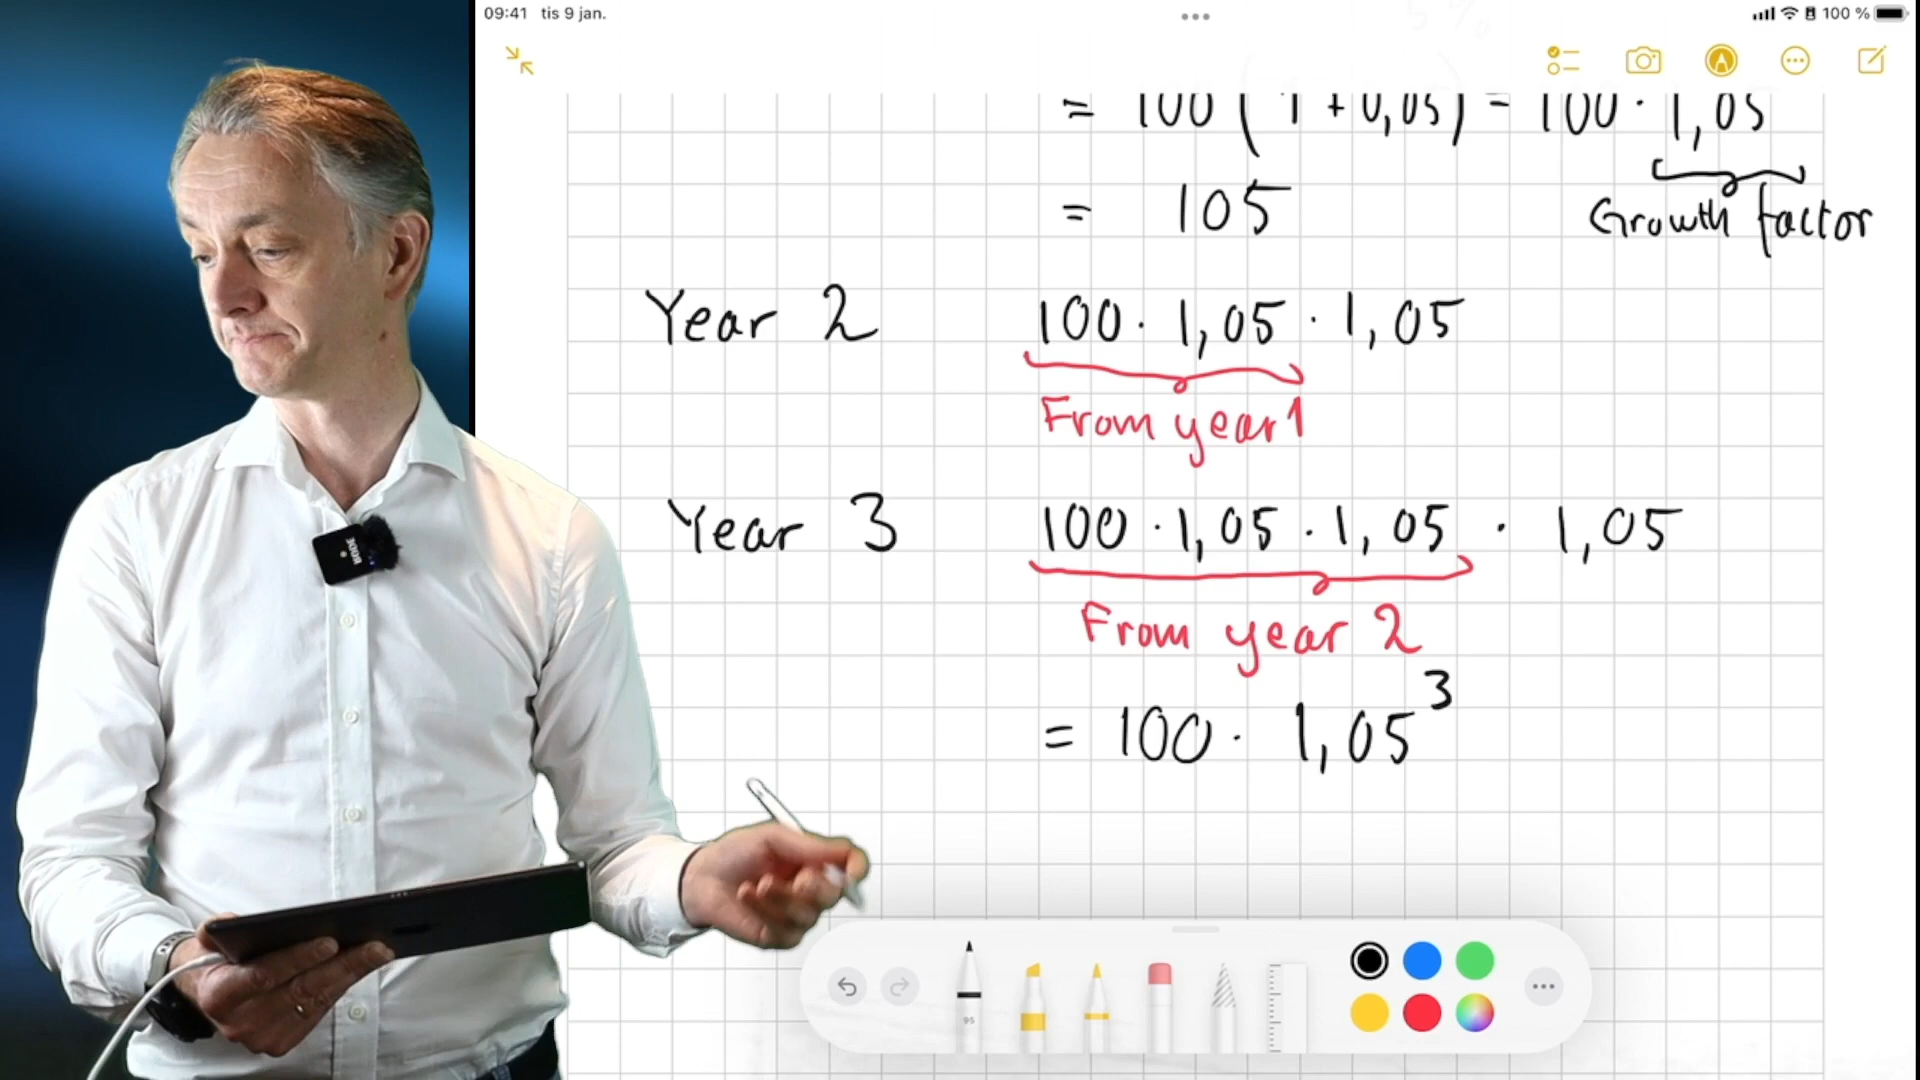 09:41 tis 9 jan.
100 %
= 100 (1 + 0,05) = 100 · 1,05
= 105
Growth factor
Year 2 100 · 1,05 · 1,05
From year 1
Year 3 100 · 1,05 · 1,05 · 1,05
From year 2
= 100 · 1,05³
RODE
95